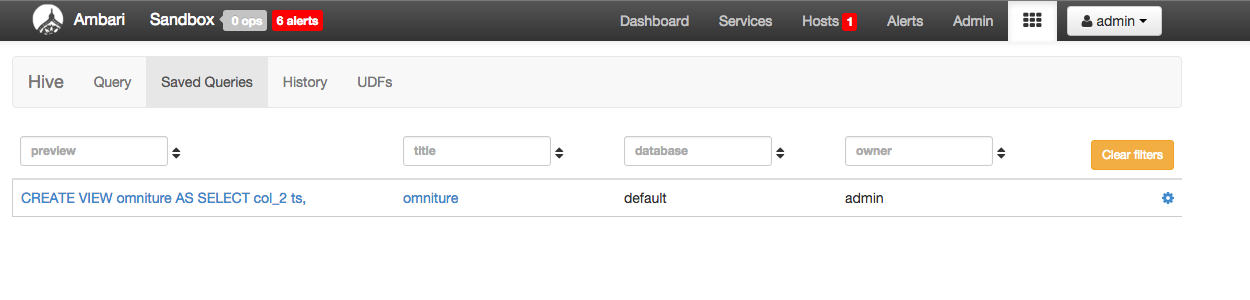 Ambari Sandbox 0 ops 6 alerts Dashboard Services Hosts 1 Alerts Admin admin
Hive Query Saved Queries History UDFs
preview title database owner Clear filters
CREATE VIEW omniture AS SELECT col_2 ts, omniture default admin